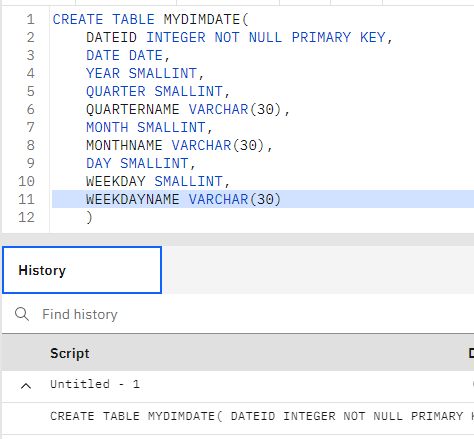 1 CREATE TABLE MYDIMDATE(
2 DATEID INTEGER NOT NULL PRIMARY KEY,
3 DATE DATE,
4 YEAR SMALLINT,
5 QUARTER SMALLINT,
6 QUARTERNAME VARCHAR(30),
7 MONTH SMALLINT,
8 MONTHNAME VARCHAR(30),
9 DAY SMALLINT,
10 WEEKDAY SMALLINT,
11 WEEKDAYNAME VARCHAR(30)
12 )
History
Find history
Script
Untitled - 1
CREATE TABLE MYDIMDATE( DATEID INTEGER NOT NULL PRIMARY